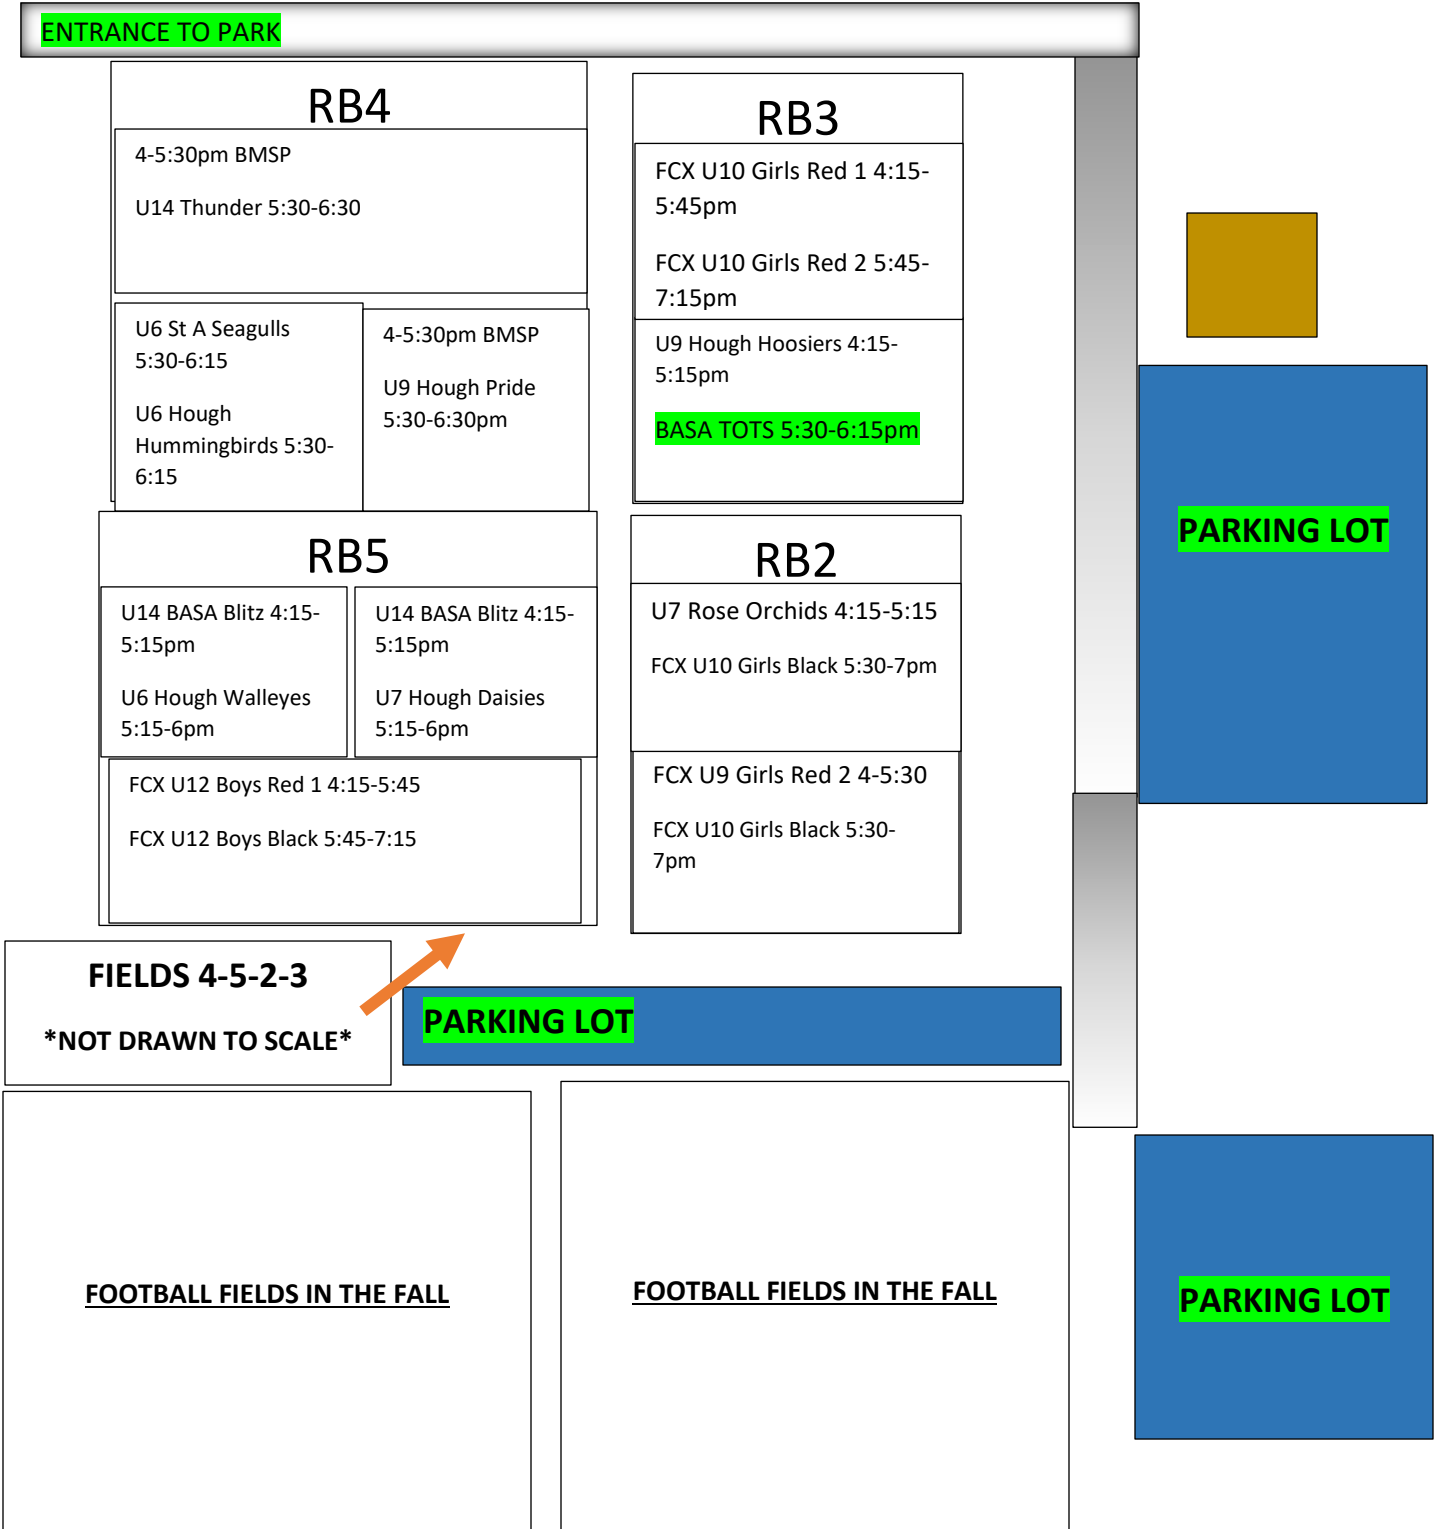 ENTRANCE TO PARK
RB4
4-5:30pm BMSP
U14 Thunder 5:30-6:30
U6 St A Seagulls
5:30-6:15
U6 Hough
Hummingbirds 5:30-
6:15
4-5:30pm BMSP
U9 Hough Pride
5:30-6:30pm
RB3
FCX U10 Girls Red 1 4:15-
5:45pm
FCX U10 Girls Red 2 5:45-
7:15pm
U9 Hough Hoosiers 4:15-
5:15pm
BASA TOTS 5:30-6:15pm
PARKING LOT
RB5
U14 BASA Blitz 4:15-
5:15pm
U6 Hough Walleyes
5:15-6pm
U14 BASA Blitz 4:15-
5:15pm
U7 Hough Daisies
5:15-6pm
FCX U12 Boys Red 1 4:15-5:45
FCX U12 Boys Black 5:45-7:15
RB2
U7 Rose Orchids 4:15-5:15
FCX U10 Girls Black 5:30-7pm
FCX U9 Girls Red 2 4-5:30
FCX U10 Girls Black 5:30-
7pm
FIELDS 4-5-2-3
*NOT DRAWN TO SCALE*
PARKING LOT
FOOTBALL FIELDS IN THE FALL
FOOTBALL FIELDS IN THE FALL
PARKING LOT